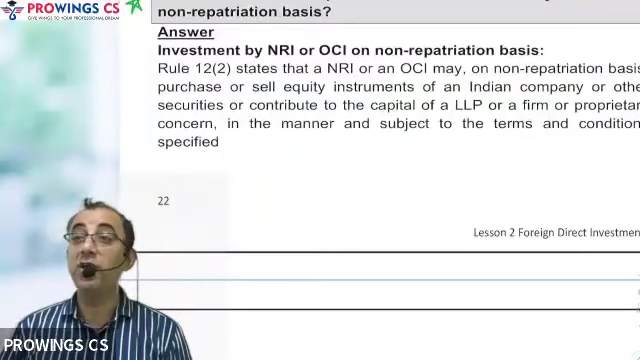 PROWINGS CS
GIVE WINGS TO YOUR PROFESSIONAL DREAM
non-repatriation basis?
Answer
Investment by NRI or OCI on non-repatriation basis:
Rule 12(2) states that a NRI or an OCI may, on non-repatriation basis
purchase or sell equity instruments of an Indian company or othe
securities or contribute to the capital of a LLP or a firm or proprietar
concern, in the manner and subject to the terms and condition
specified
22
Lesson 2 Foreign Direct Investmen
PROWINGS CS